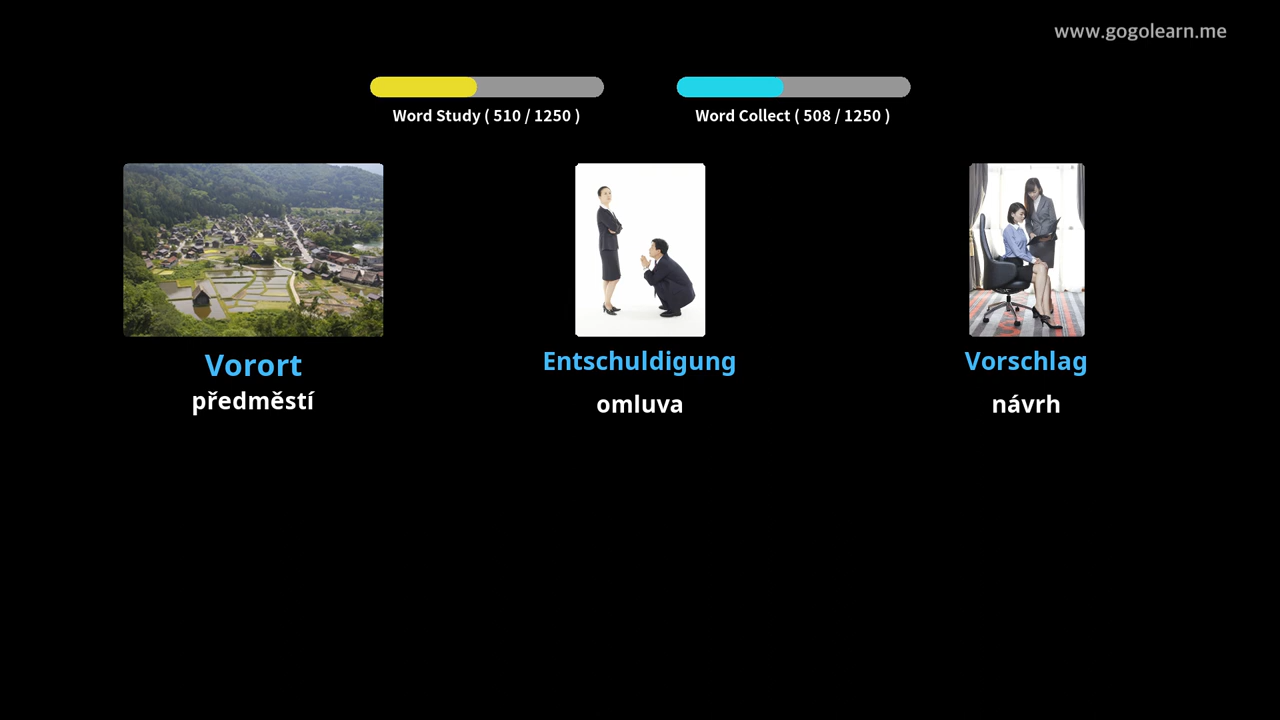 www.gogolearn.me
Word Study ( 510 / 1250 )
Word Collect ( 508 / 1250 )
Vorort
předměstí
Entschuldigung
omluva
Vorschlag
návrh